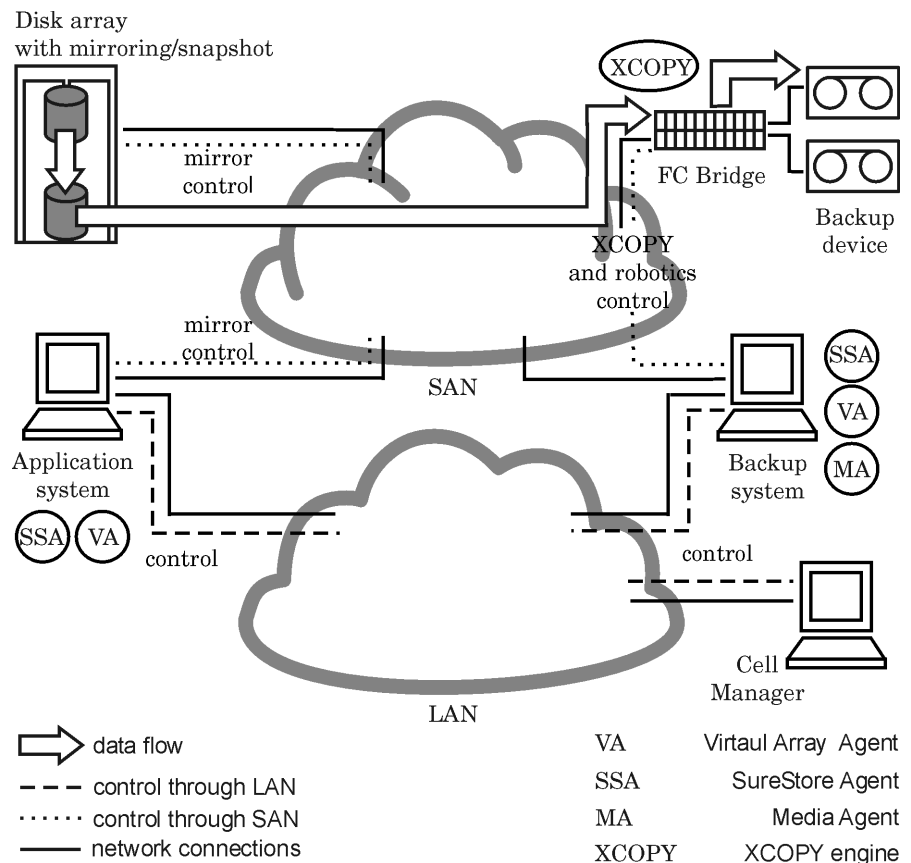 Disk array
with mirroring/snapshot
XCOPY
mirror
control
FC Bridge
Backup
device
XCOPY
and robotics
control
mirror
control
SAN
SSA
VA
MA
Application
system
Backup
system
SSA
VA
control
control
Cell
Manager
LAN
data flow
control through LAN
control through SAN
network connections
VA Virtaul Array Agent
SSA SureStore Agent
MA Media Agent
XCOPY XCOPY engine